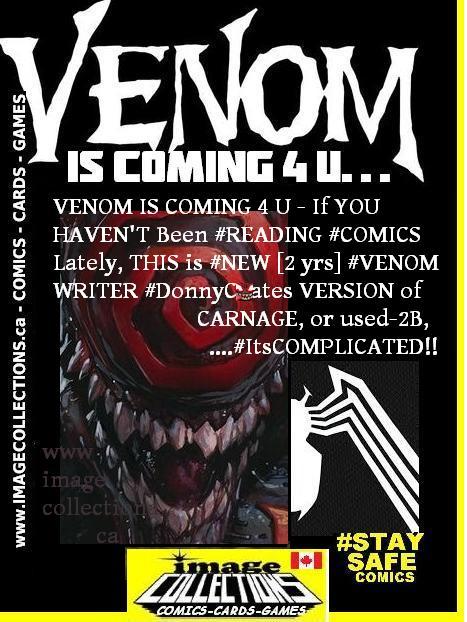 VENOM
IS COMING 4 U...
VENOM IS COMING 4 U - If YOU
HAVEN'T Been #READING #COMICS
Lately, THIS is #NEW [2 yrs] #VENOM
WRITER #DonnyCates VERSION of
CARNAGE, or used-2B,
....#ItsCOMPLICATED!!
www.IMAGECOLLECTIONS.ca - COMICS - CARDS - GAMES
www.
image
collections
ca
#STAY
SAFE
COMICS
image
COLLECTIONS
COMICS-CARDS-GAMES